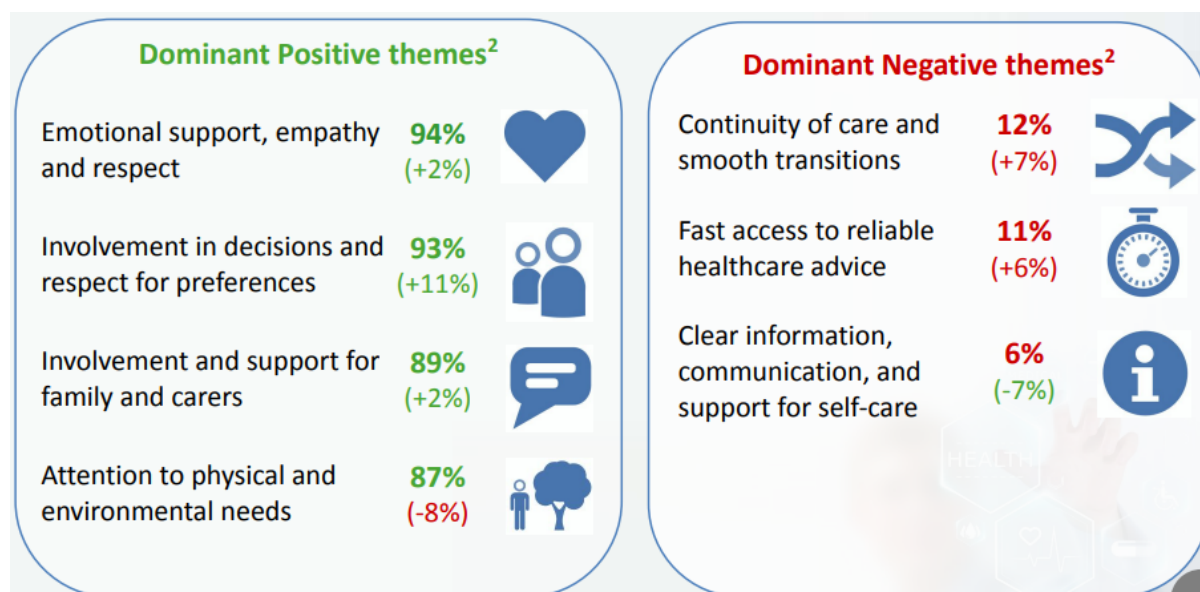 Dominant Positive themes²
Emotional support, empathy
and respect
94%
(+2%)
Involvement in decisions and
respect for preferences
93%
(+11%)
Involvement and support for
family and carers
89%
(+2%)
Attention to physical and
environmental needs
87%
(-8%)
Dominant Negative themes²
Continuity of care and
smooth transitions
12%
(+7%)
Fast access to reliable
healthcare advice
11%
(+6%)
Clear information,
communication, and
support for self-care
6%
(-7%)
HEALTH